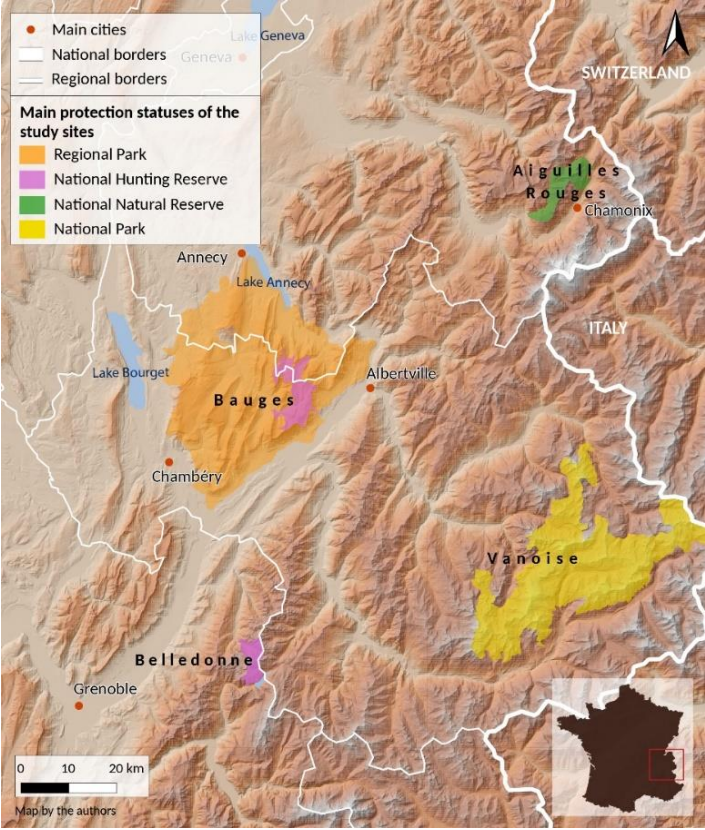 Main cities
National borders
Regional borders
Main protection statuses of the
study sites
Regional Park
National Hunting Reserve
National Natural Reserve
National Park
Lake Geneva
Geneva
SWITZERLAND
Aiguilles
Rouges
Chamonix
Annecy
Lake Annecy
ITALY
Lake Bourget
Albertville
Bauges
Chambéry
Vanoise
Belledonne
Grenoble
0 10 20 km
Map by the authors